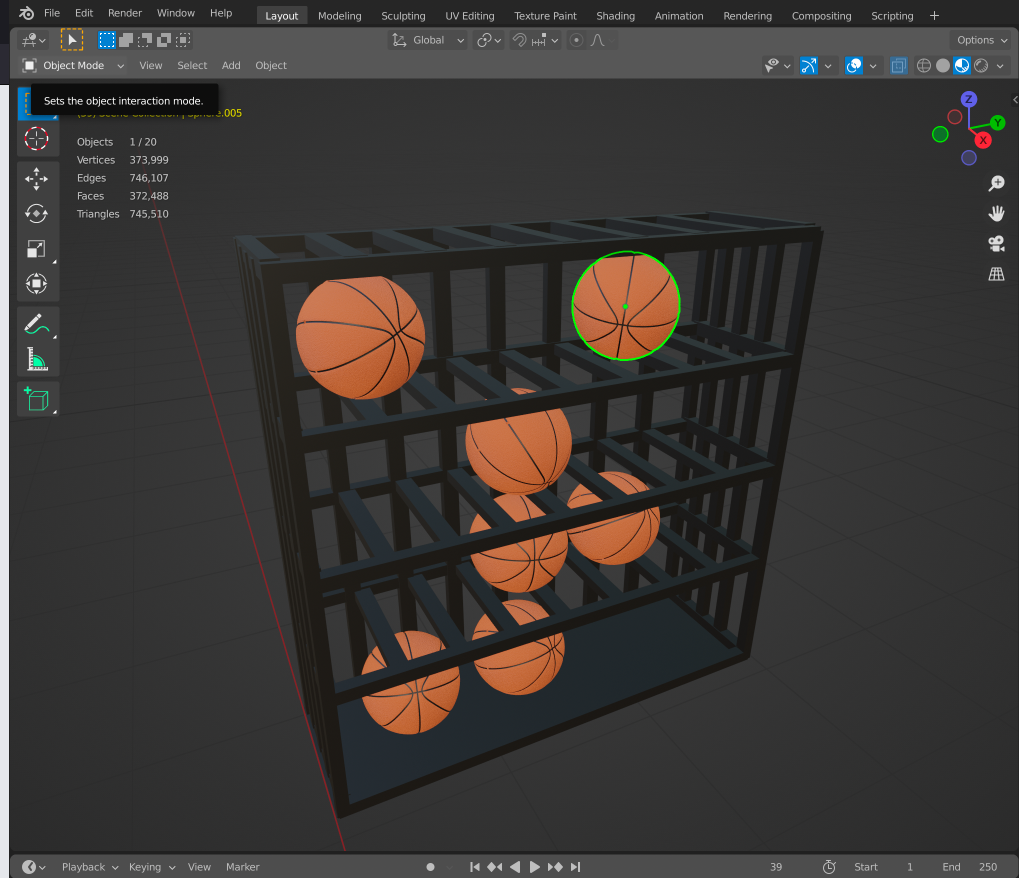 File Edit Render Window Help Layout Modeling Sculpting UV Editing Texture Paint Shading Animation Rendering Compositing Scripting +
Global Options
Object Mode View Select Add Object
Sets the object interaction mode.
(39) Scene Collection | Sphere.005
Objects 1 / 20
Vertices 373,999
Edges 746,107
Faces 372,488
Triangles 745,510
Z
Y
X
Playback Keying View Marker 39 Start 1 End 250